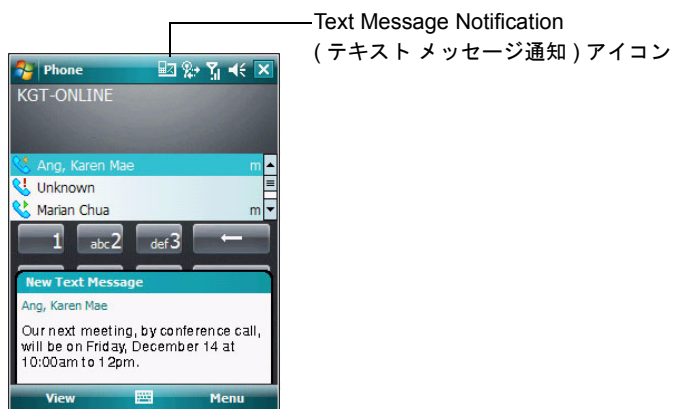 Text Message Notification
( テキスト メッセージ通知 ) アイコン
Phone
KGT-ONLINE
Ang, Karen Mae m
Unknown
Marian Chua m
1 abc2 def3
New Text Message
Ang, Karen Mae
Our next meeting, by conference call,
will be on Friday, December 14 at
10:00am to 12pm.
View Menu